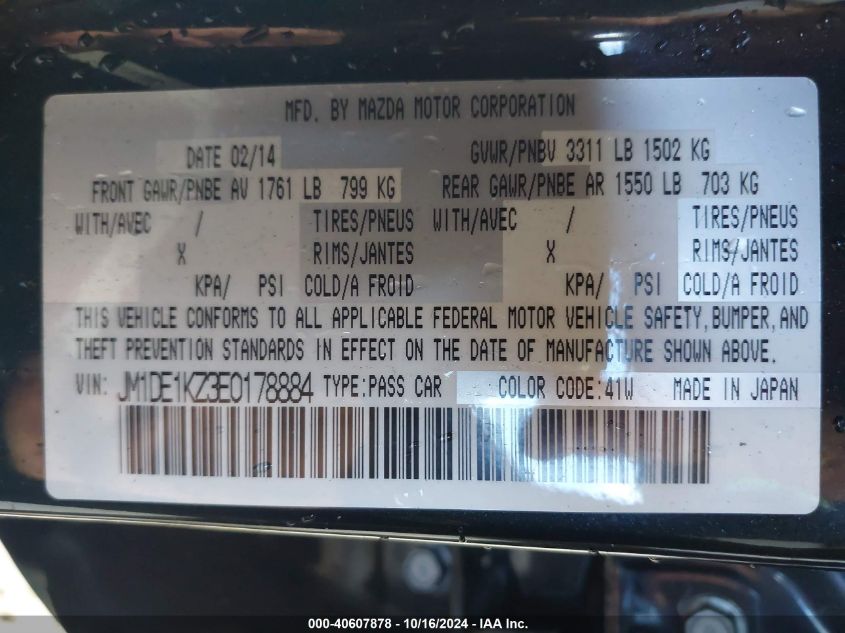 MFD. BY MAZDA MOTOR CORPORATION
DATE 02/14 GVWR/PNBV 3311 LB 1502 KG
FRONT GAWR/PNBE AV 1761 LB 799 KG REAR GAWR/PNBE AR 1550 LB 703 KG
WITH/AVEC / TIRES/PNEUS WITH/AVEC / TIRES/PNEUS
X RIMS/JANTES X RIMS/JANTES
KPA/ PSI COLD/A FROID KPA/ PSI COLD/A FROID
THIS VEHICLE CONFORMS TO ALL APPLICABLE FEDERAL MOTOR VEHICLE SAFETY, BUMPER, AND
THEFT PREVENTION STANDARDS IN EFFECT ON THE DATE OF MANUFACTURE SHOWN ABOVE.
VIN: JM1DE1KZ3E0178884 TYPE:PASS CAR COLOR CODE:41W MADE IN JAPAN
000-40607878 - 10/16/2024 - IAA Inc.